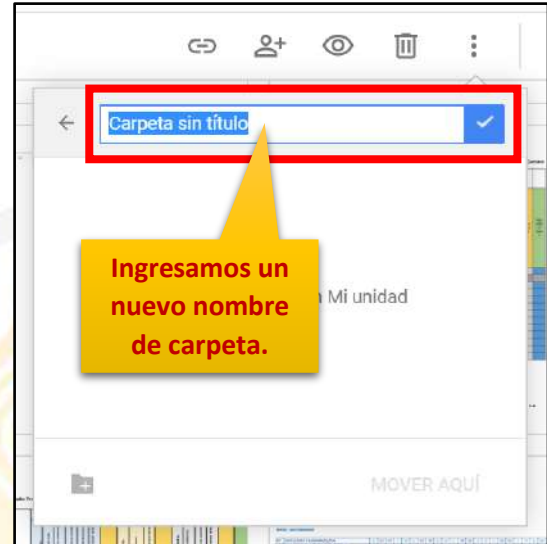 Carpeta sin título
Ingresamos un
nuevo nombre
de carpeta.
Mi unidad
MOVER AQUÍ